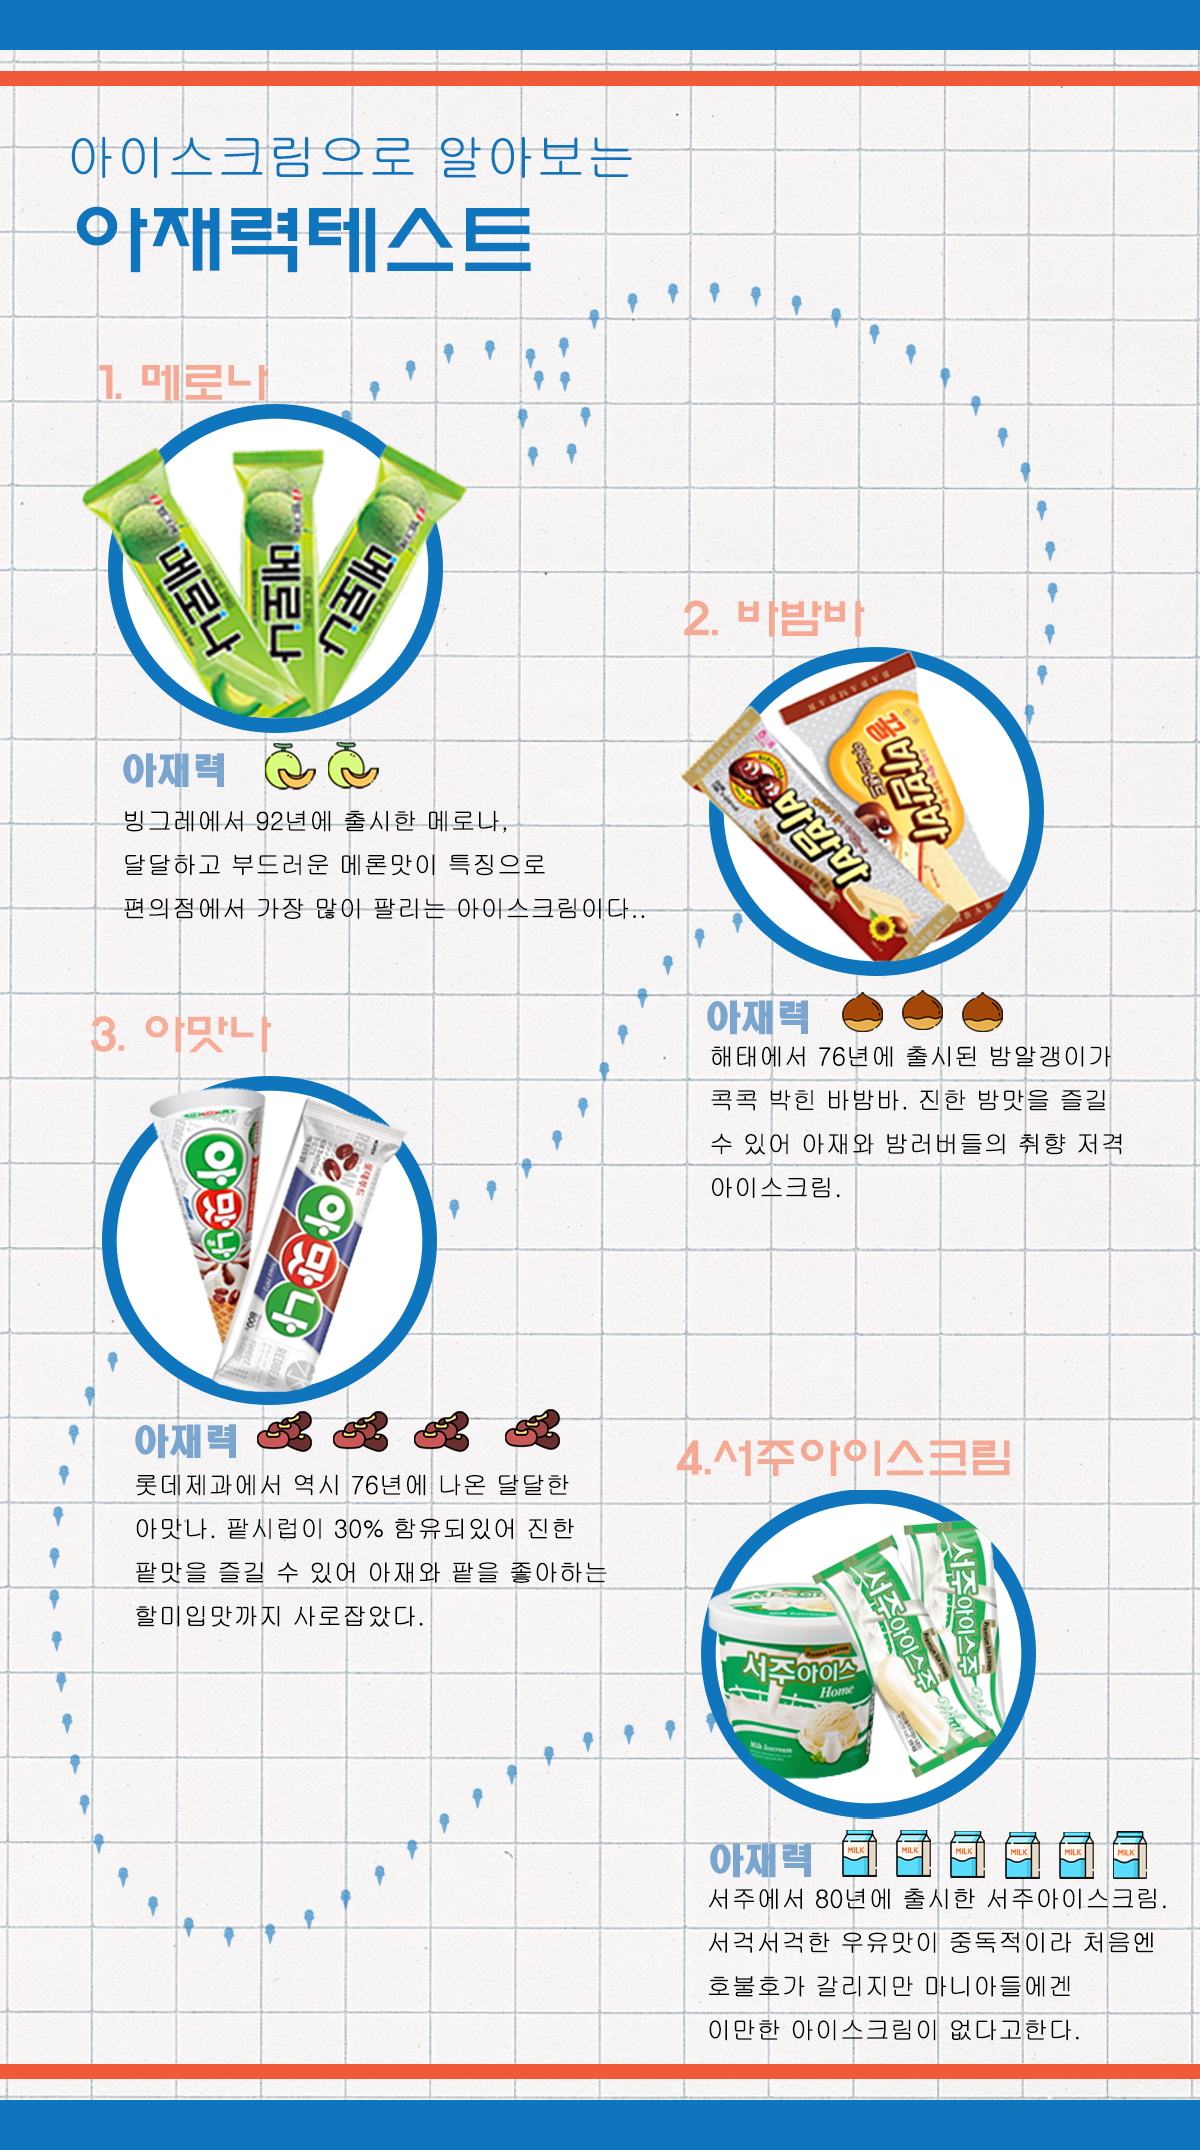 아이스크림으로 알아보는
아재력테스트
1. 메로나
메로나
메로나
메로나
아재력
빙그레에서 92년에 출시한 메로나,
달달하고 부드러운 메론맛이 특징으로
편의점에서 가장 많이 팔리는 아이스크림이다..
2. 바밤바
BABAMBAR
꿀
바밤바
바밤바
아재력
해태에서 76년에 출시된 밤알갱이가
콕콕 박힌 바밤바. 진한 밤맛을 즐길
수 있어 아재와 밤러버들의 취향 저격
아이스크림.
3. 아맛나
아맛나
롯데푸드
아맛나
REDBEAN
아재력
롯데제과에서 역시 76년에 나온 달달한
아맛나. 팥시럽이 30% 함유되있어 진한
팥맛을 즐길 수 있어 아재와 팥을 좋아하는
할미입맛까지 사로잡았다.
4.서주아이스크림
서주아이스
Home
Milk Icecream
서주아이스주
서주아이스주
아재력
MILK MILK MILK MILK MILK MILK
서주에서 80년에 출시한 서주아이스크림.
서걱서걱한 우유맛이 중독적이라 처음엔
호불호가 갈리지만 마니아들에겐
이만한 아이스크림이 없다고한다.